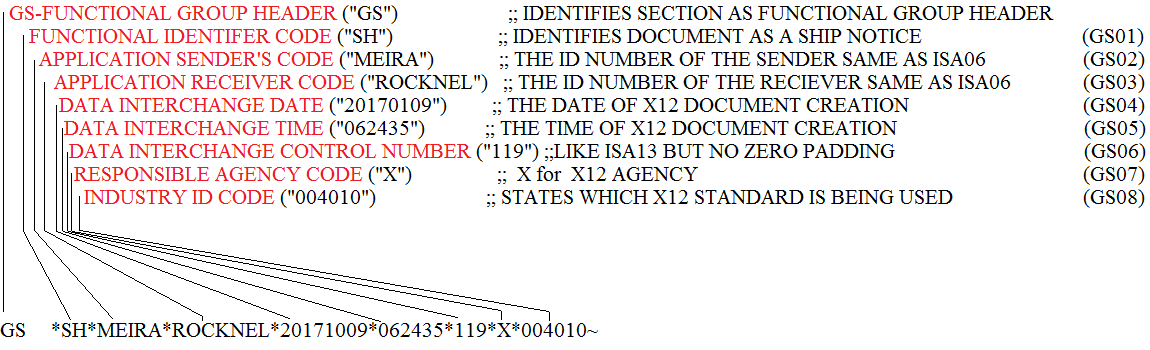 GS-FUNCTIONAL GROUP HEADER ("GS") ;; IDENTIFIES SECTION AS FUNCTIONAL GROUP HEADER
FUNCTIONAL IDENTIFER CODE ("SH") ;; IDENTIFIES DOCUMENT AS A SHIP NOTICE (GS01)
APPLICATION SENDER'S CODE ("MEIRA") ;; THE ID NUMBER OF THE SENDER SAME AS ISA06 (GS02)
APPLICATION RECEIVER CODE ("ROCKNEL") ;; THE ID NUMBER OF THE RECIEVER SAME AS ISA06 (GS03)
DATA INTERCHANGE DATE ("20170109") ;; THE DATE OF X12 DOCUMENT CREATION (GS04)
DATA INTERCHANGE TIME ("062435") ;; THE TIME OF X12 DOCUMENT CREATION (GS05)
DATA INTERCHANGE CONTROL NUMBER ("119") ;;LIKE ISA13 BUT NO ZERO PADDING (GS06)
RESPONSIBLE AGENCY CODE ("X") ;; X for X12 AGENCY (GS07)
INDUSTRY ID CODE ("004010") ;; STATES WHICH X12 STANDARD IS BEING USED (GS08)
GS *SH*MEIRA*ROCKNEL*20171009*062435*119*X*004010~